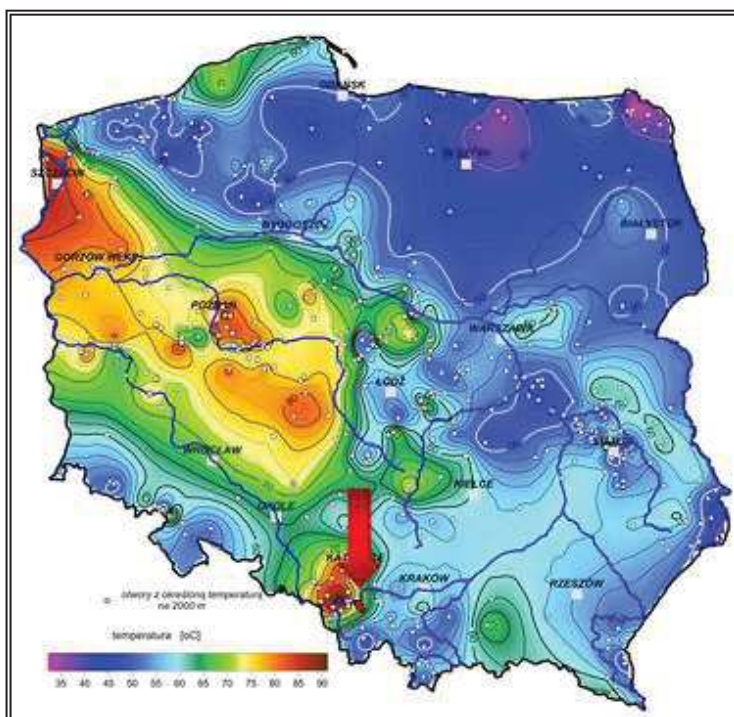 GDAŃSK
OLSZTYN
SZCZECIN
BYDGOSZCZ
BIAŁYSTOK
GORZÓW WLKP.
POZNAŃ
WARSZAWA
ŁÓDŹ
WROCŁAW
LUBLIN
KIELCE
OPOLE
KATOWICE
KRAKÓW
RZESZÓW
otwory z określoną temperaturą
na 2000 m
temperatura [oC]
35 40 45 50 55 60 65 70 75 80 85 90